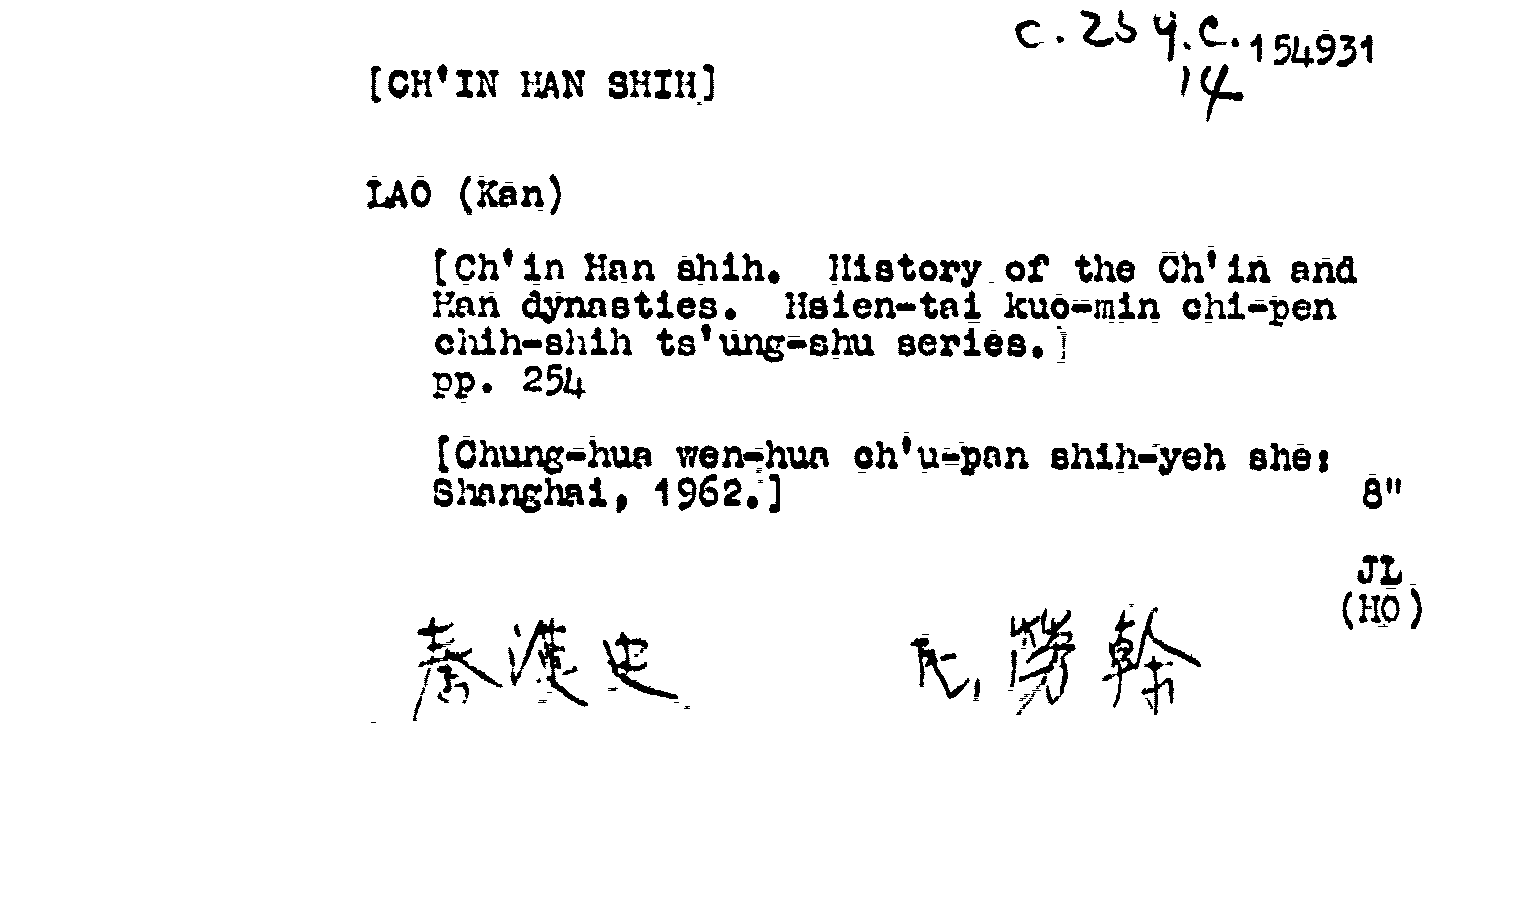 c. 25 y. c. 154931
14
[CH'IN HAN SHIH]
LAO (Kan)
[Ch'in Han shih. History of the Ch'in and
Han dynasties. Hsien-tai kuo-min chi-pen
chih-shih ts'ung-shu series.]
pp. 254
[Chung-hua wen-hua ch'u-pan shih-yeh she:
Shanghai, 1962.]
8"
JL
(HO)
秦漢史 民, 勞榦